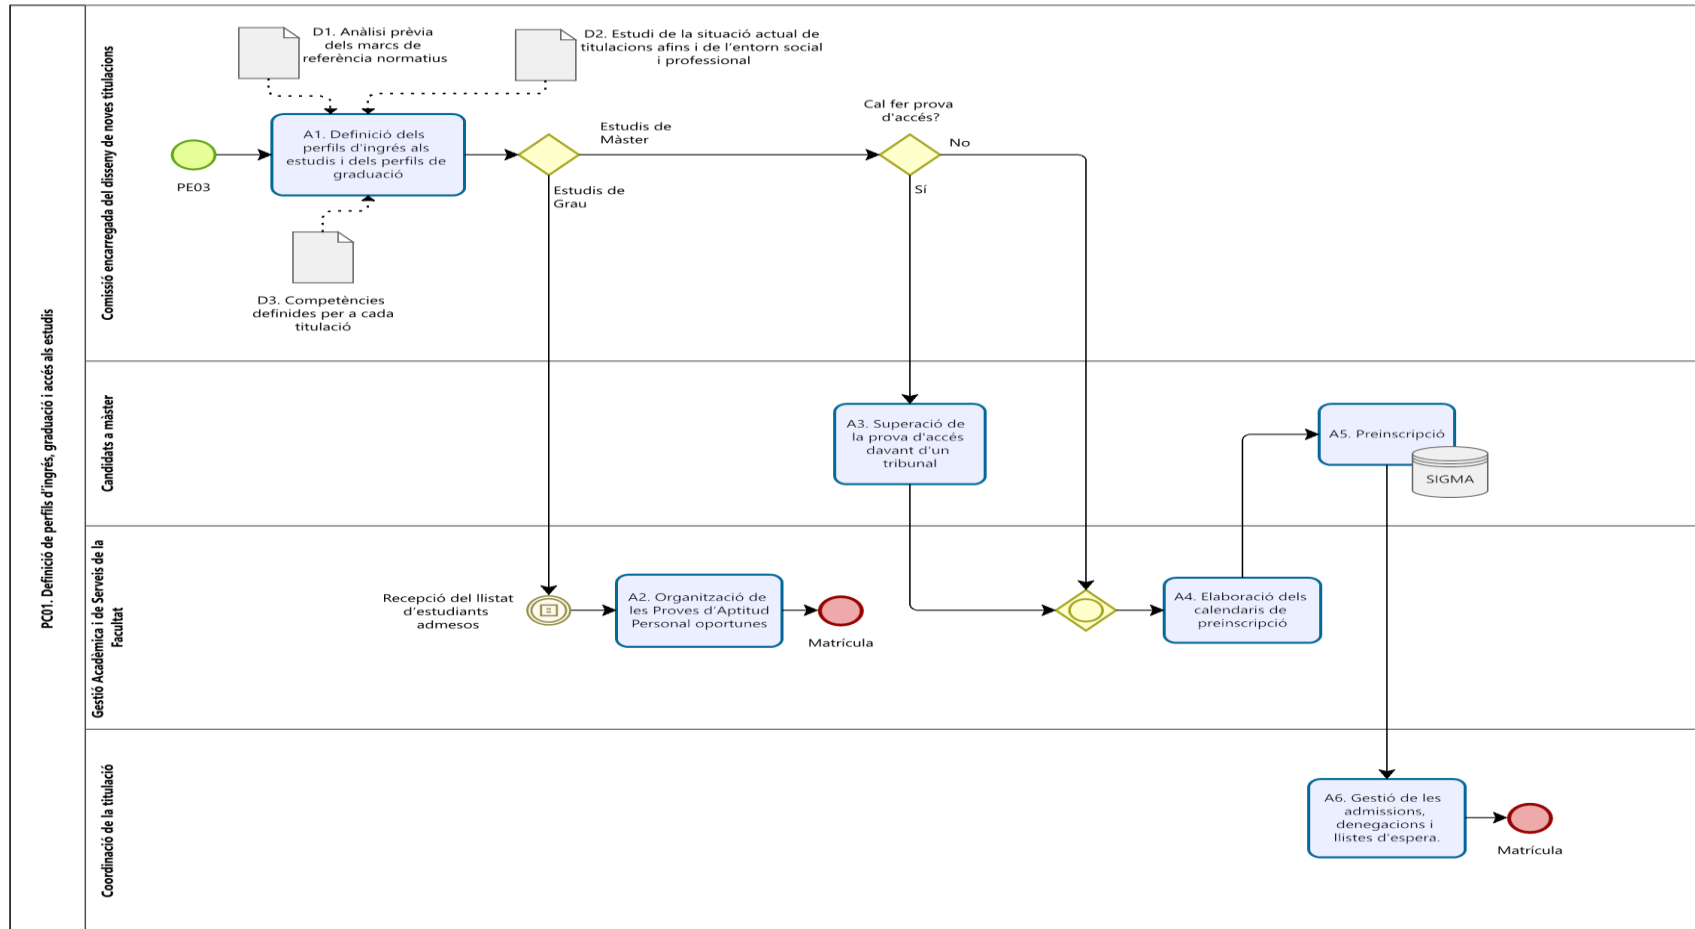 PC01. Definició de perfils d'ingrés, graduació i accés als estudis
Comissió encarregada del disseny de noves titulacions
D1. Anàlisi prèvia
dels marcs de
referència normatius
D2. Estudi de la situació actual de
titulacions afins i de l'entorn social
i professional
PE03
A1. Definició dels
perfils d'ingrés als
estudis i dels perfils de
graduació
D3. Competències
definides per a cada
titulació
Estudis de
Màster
Estudis de
Grau
Cal fer prova
d'accés?
No
Sí
Candidats a màster
A3. Superació de
la prova d'accés
davant d'un
tribunal
A5. Preinscripció
SIGMA
Gestió Acadèmica i de Serveis de la
Facultat
Recepció del llistat
d'estudiants
admesos
A2. Organització de
les Proves d'Aptitud
Personal oportunes
Matrícula
A4. Elaboració dels
calendaris de
preinscripció
Coordinació de la titulació
A6. Gestió de les
admissions,
denegacions i
llistes d'espera.
Matrícula